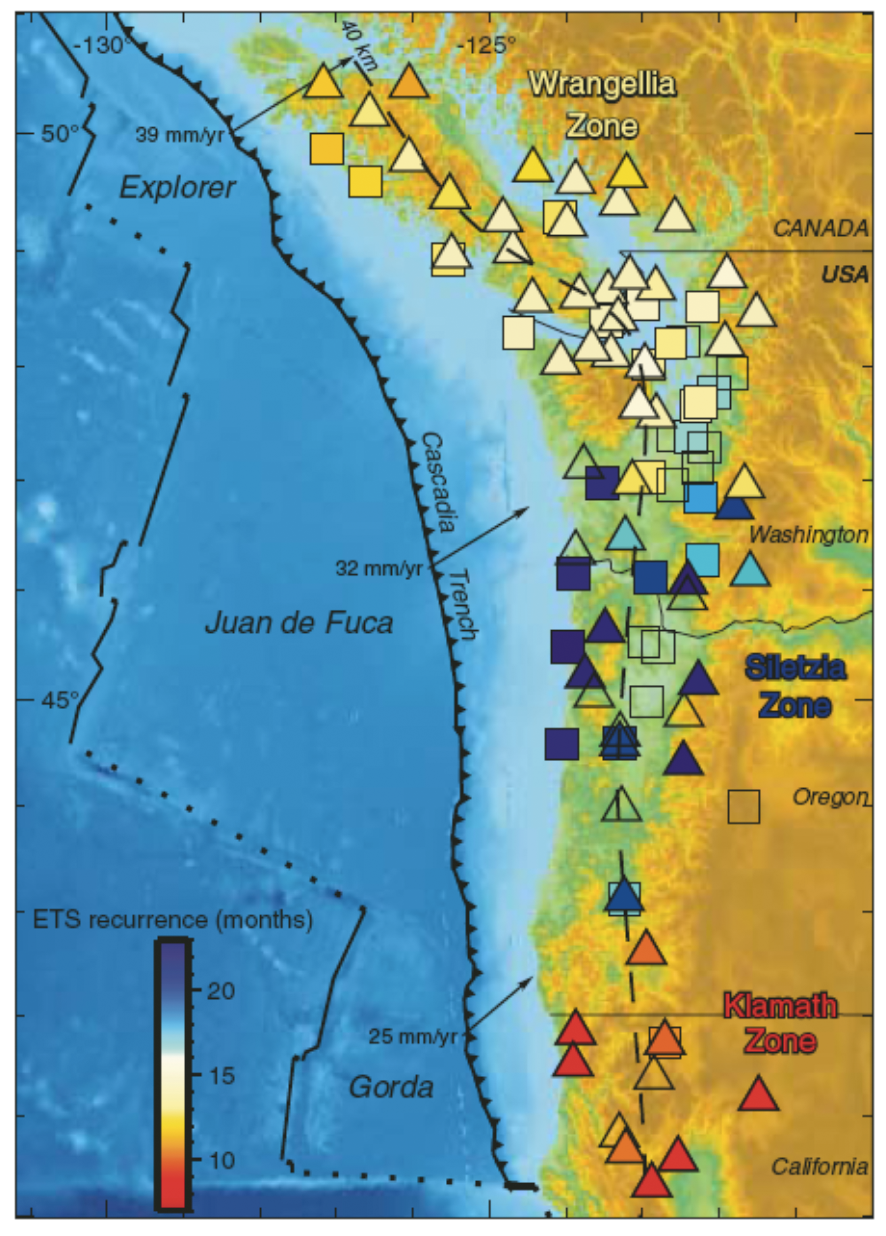 -130°
-125°
40 km
Wrangellia
Zone
50°
39 mm/yr
Explorer
CANADA
USA
Cascadia
Trench
Washington
32 mm/yr
Juan de Fuca
Siletzia
Zone
45°
Oregon
ETS recurrence (months)
20
15
10
25 mm/yr
Klamath
Zone
Gorda
California